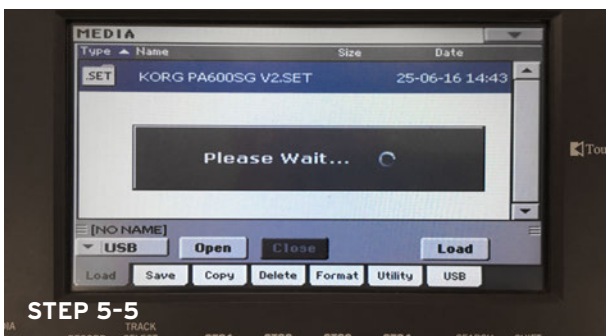 MEDIA
Type Name Size Date
.SET KORG PA600SG V2.SET 25-06-16 14:43
Please Wait...
[NO NAME]
USB Open Close Load
Load Save Copy Delete Format Utility USB
STEP 5-5
TRACK